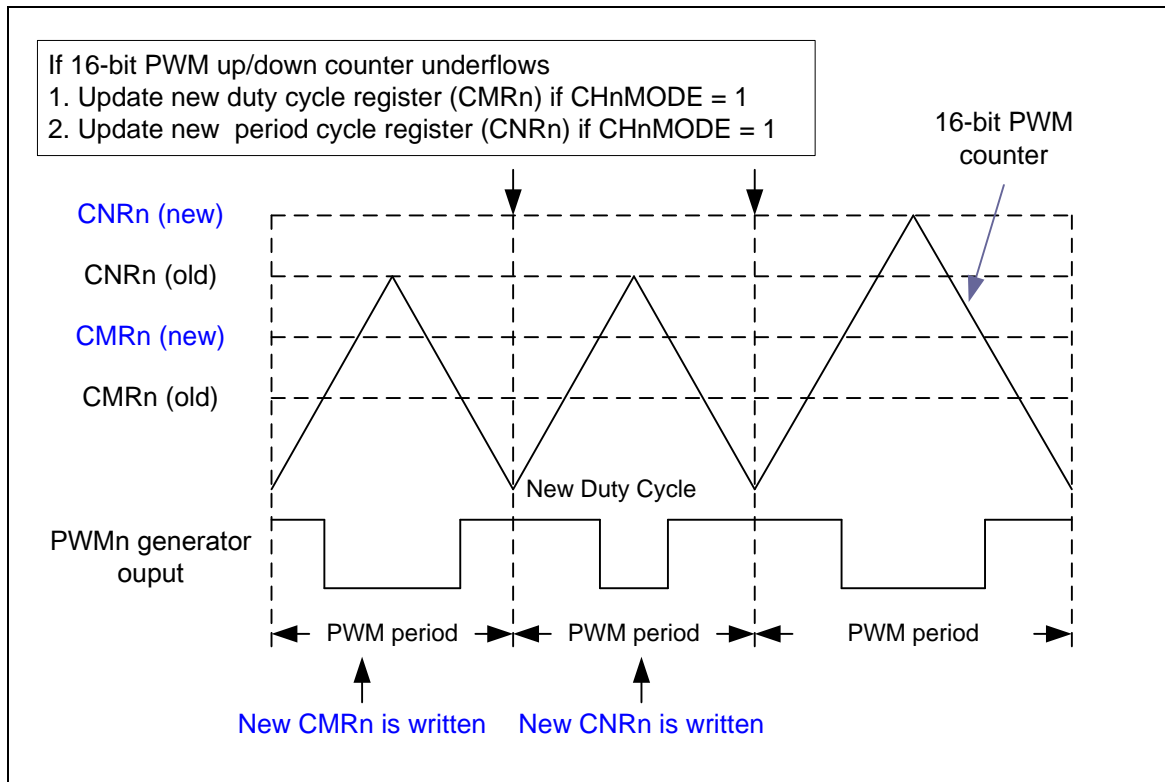 If 16-bit PWM up/down counter underflows
1. Update new duty cycle register (CMRn) if CHnMODE = 1
2. Update new  period cycle register (CNRn) if CHnMODE = 1
16-bit PWM
counter
CNRn (new)
CNRn (old)
CMRn (new)
CMRn (old)
New Duty Cycle
PWMn generator
ouput
PWM period
PWM period
PWM period
New CMRn is written
New CNRn is written